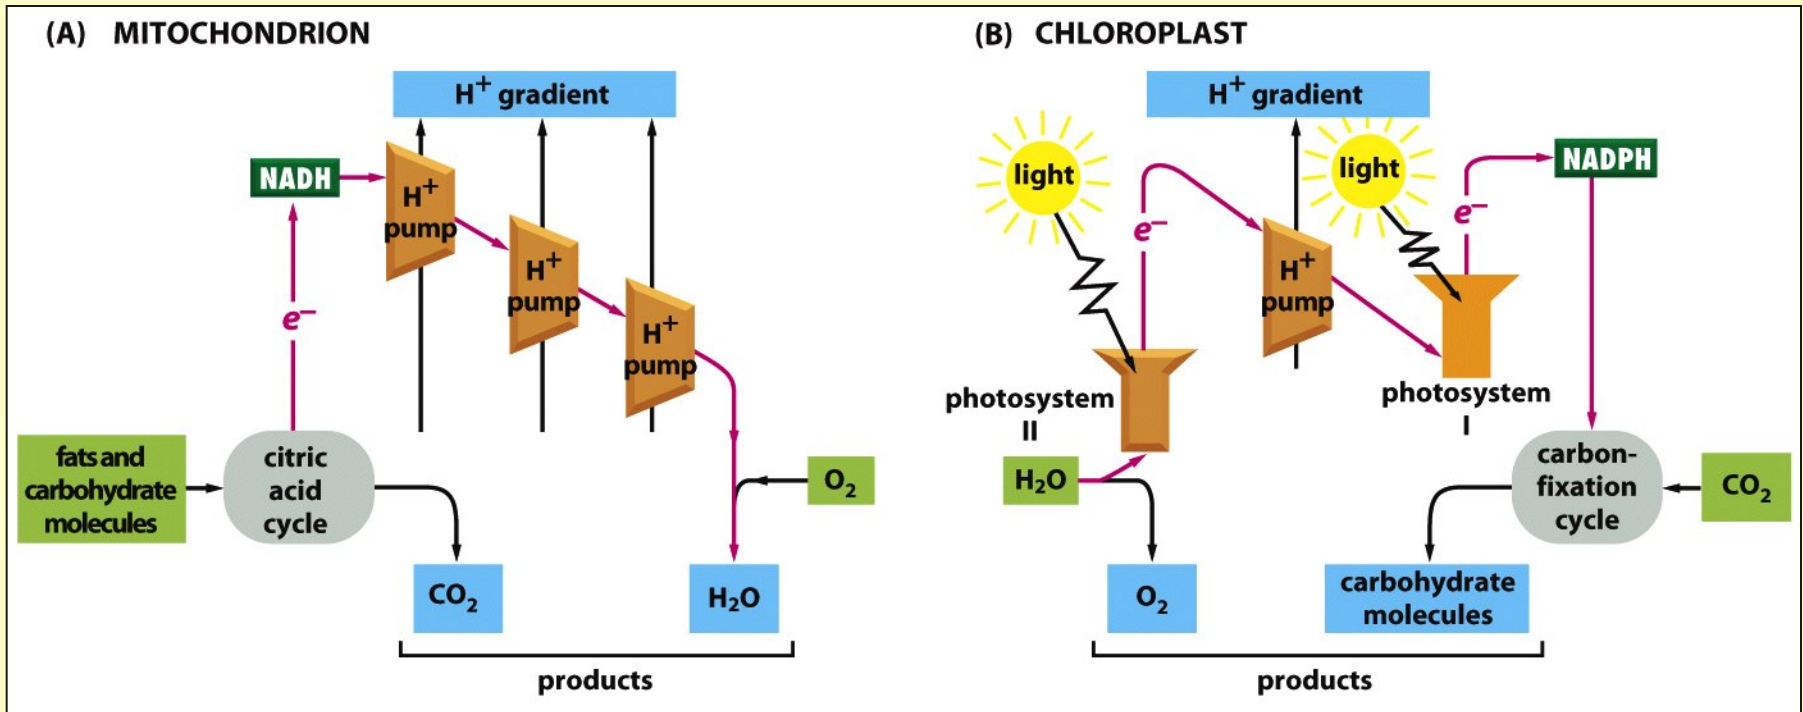 (A) MITOCHONDRION
H+ gradient
NADH
H+
pump
H+
pump
H+
pump
e−
fats and
carbohydrate
molecules
citric
acid
cycle
O2
CO2
H2O
products
(B) CHLOROPLAST
H+ gradient
light
light
NADPH
e−
e−
H+
pump
photosystem
II
photosystem
I
H2O
carbon-
fixation
cycle
CO2
O2
carbohydrate
molecules
products